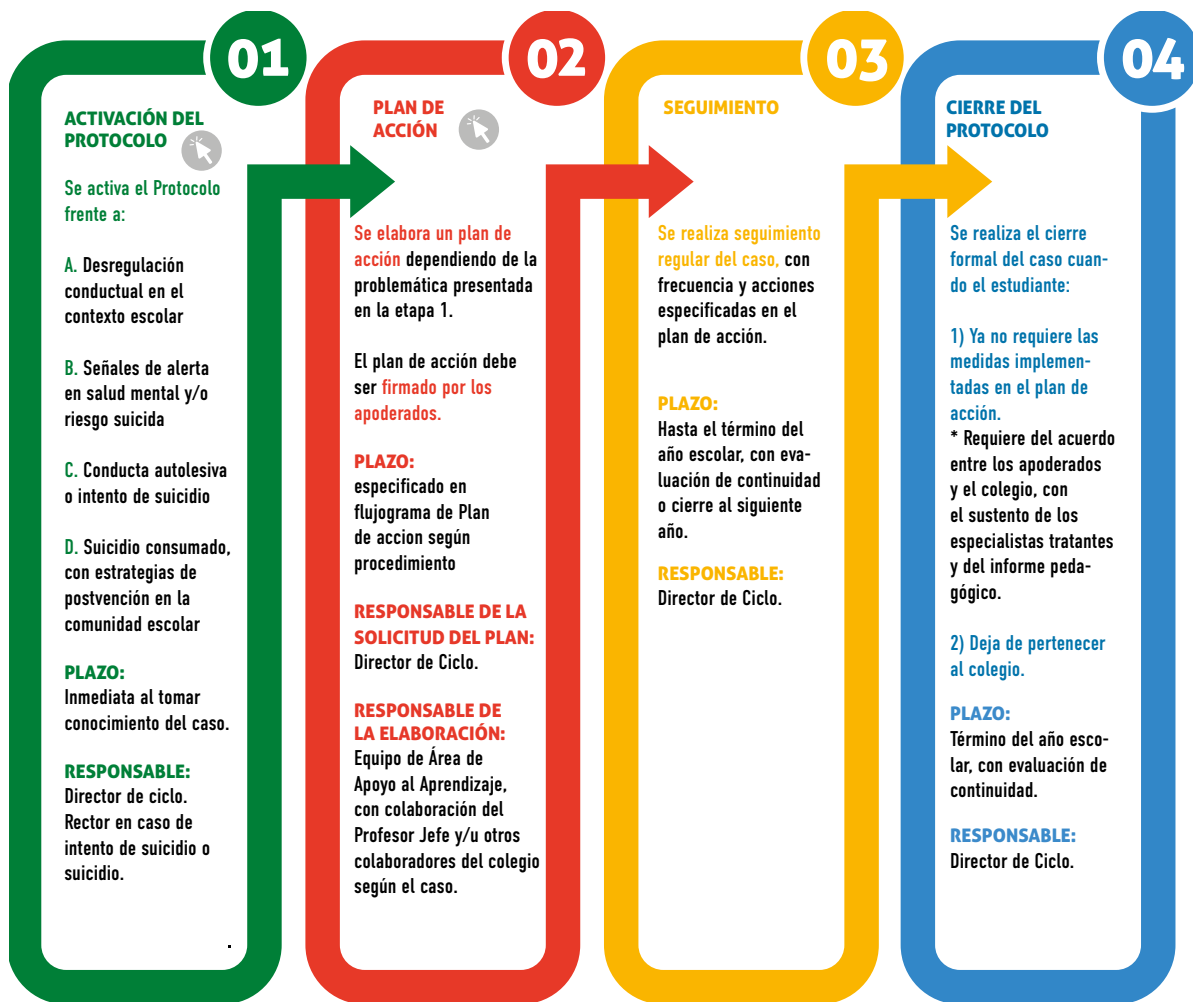 01
ACTIVACIÓN DEL
PROTOCOLO
Se activa el Protocolo
frente a:
A. Desregulación
conductual en el
contexto escolar
B. Señales de alerta
en salud mental y/o
riesgo suicida
C. Conducta autolesiva
o intento de suicidio
D. Suicidio consumado,
con estrategias de
postvención en la
comunidad escolar
PLAZO:
Inmediata al tomar
conocimiento del caso.
RESPONSABLE:
Director de ciclo.
Rector en caso de
intento de suicidio o
suicidio.
.
02
PLAN DE
ACCIÓN
Se elabora un plan de
acción dependiendo de la
problemática presentada
en la etapa 1.
El plan de acción debe
ser firmado por los
apoderados.
PLAZO:
especificado en
flujograma de Plan
de accion según
procedimiento
RESPONSABLE DE LA
SOLICITUD DEL PLAN:
Director de Ciclo.
RESPONSABLE DE
LA ELABORACIÓN:
Equipo de Área de
Apoyo al Aprendizaje,
con colaboración del
Profesor Jefe y/u otros
colaboradores del colegio
según el caso.
03
SEGUIMIENTO
Se realiza seguimiento
regular del caso, con
frecuencia y acciones
especificadas en el
plan de acción.
PLAZO:
Hasta el término del
año escolar, con eva-
luación de continuidad
o cierre al siguiente
año.
RESPONSABLE:
Director de Ciclo.
04
CIERRE DEL
PROTOCOLO
Se realiza el cierre
formal del caso cuan-
do el estudiante:
1) Ya no requiere las
medidas implemen-
tadas en el plan de
acción.
* Requiere del acuerdo
entre los apoderados
y el colegio, con
el sustento de los
especialistas tratantes
y del informe peda-
gógico.
2) Deja de pertenecer
al colegio.
PLAZO:
Término del año esco-
lar, con evaluación de
continuidad.
RESPONSABLE:
Director de Ciclo.